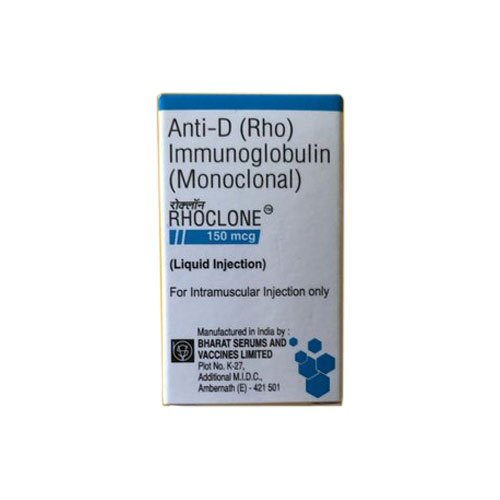 Anti-D (Rho)
Immunoglobulin
(Monoclonal)
रोक्लॉन
RHOCLONE™
150 mcg
(Liquid Injection)
For Intramuscular Injection only
Manufactured in India by :
BHARAT SERUMS AND
VACCINES LIMITED
Plot No. K-27,
Additional M.I.D.C.,
Ambernath (E) - 421 501